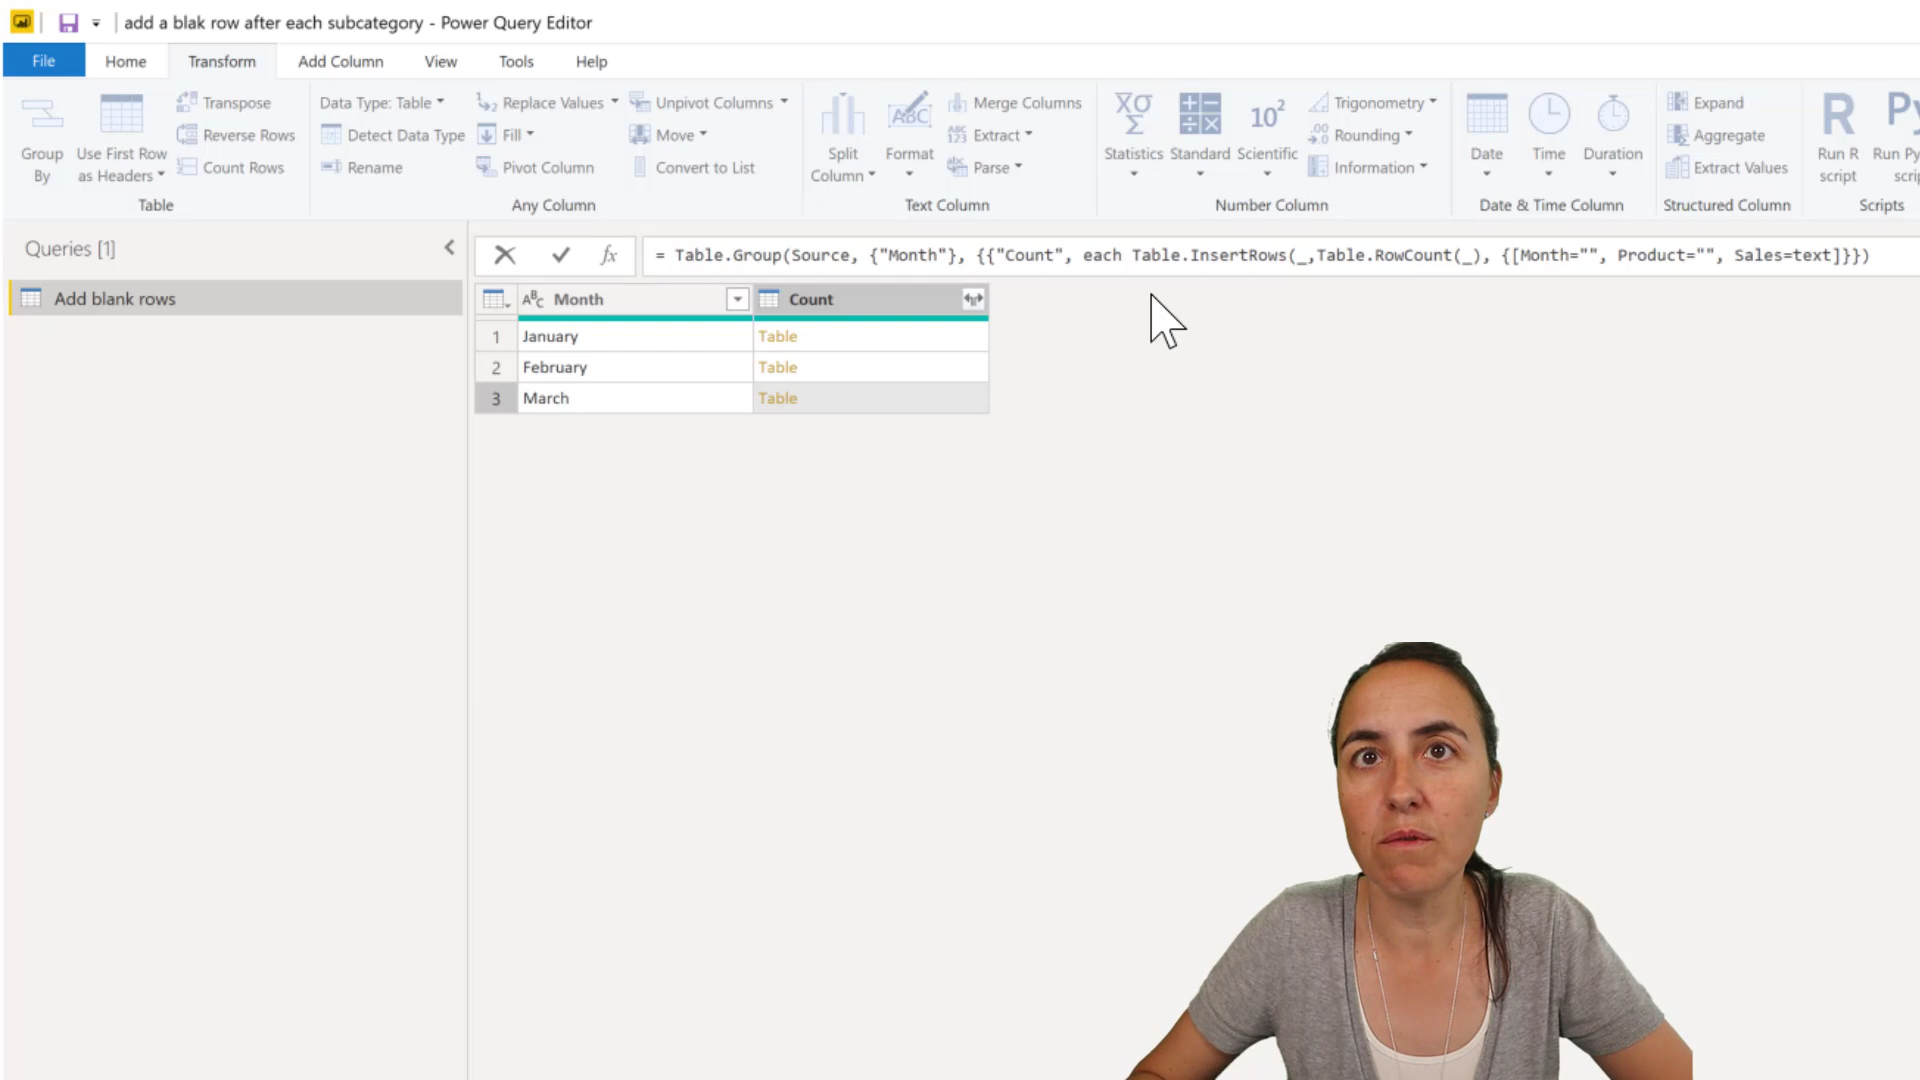 add a blak row after each subcategory - Power Query Editor
File Home Transform Add Column View Tools Help
Group By
Use First Row as Headers
Transpose
Reverse Rows
Count Rows
Table
Data Type: Table
Detect Data Type
Rename
Replace Values
Fill
Pivot Column
Unpivot Columns
Move
Convert to List
Any Column
Split Column
Format
Merge Columns
Extract
Parse
Text Column
Statistics
Standard
Scientific
Trigonometry
Rounding
Information
Number Column
Date
Time
Duration
Date & Time Column
Expand
Aggregate
Extract Values
Structured Column
Run R script
Run Py
scrip
Scripts
Queries [1]
Add blank rows
fx
= Table.Group(Source, {"Month"}, {{"Count", each Table.InsertRows(_,Table.RowCount(_), {[Month="", Product="", Sales=text]}})
Month Count
1 January Table
2 February Table
3 March Table